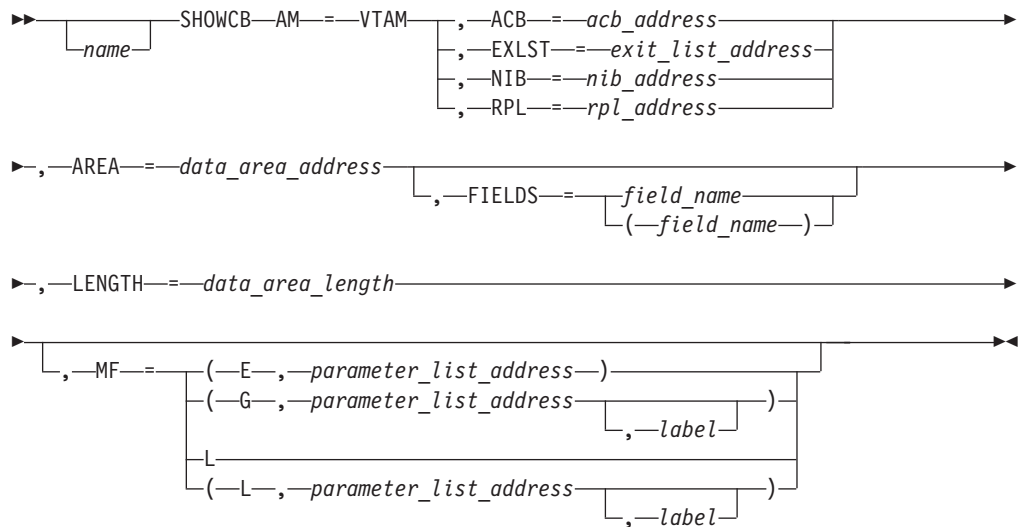 SHOWCB AM = VTAM , ACB = acb_address
name , EXLST = exit_list_address
, NIB = nib_address
, RPL = rpl_address
, AREA = data_area_address
, FIELDS = field_name
( field_name )
, LENGTH = data_area_length
, MF = ( E , parameter_list_address )
( G , parameter_list_address )
, label
L
( L , parameter_list_address )
, label